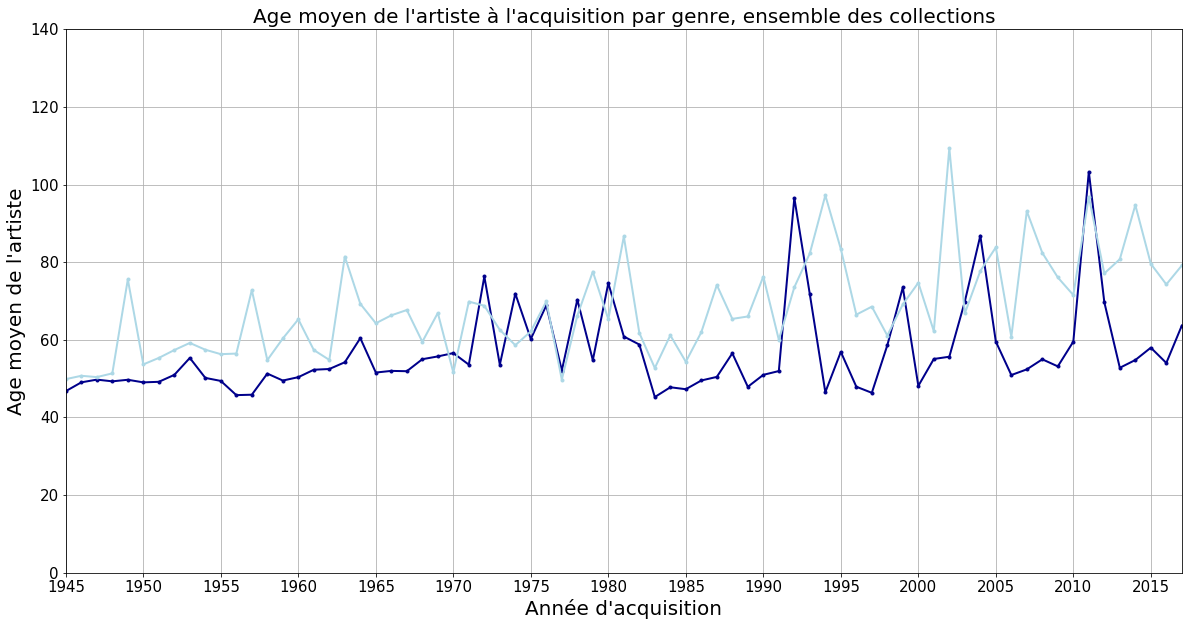 Age moyen de l'artiste à l'acquisition par genre, ensemble des collections
140
120
100
80
60
40
20
0
Age moyen de l'artiste
1945 1950 1955 1960 1965 1970 1975 1980 1985 1990 1995 2000 2005 2010 2015
Année d'acquisition